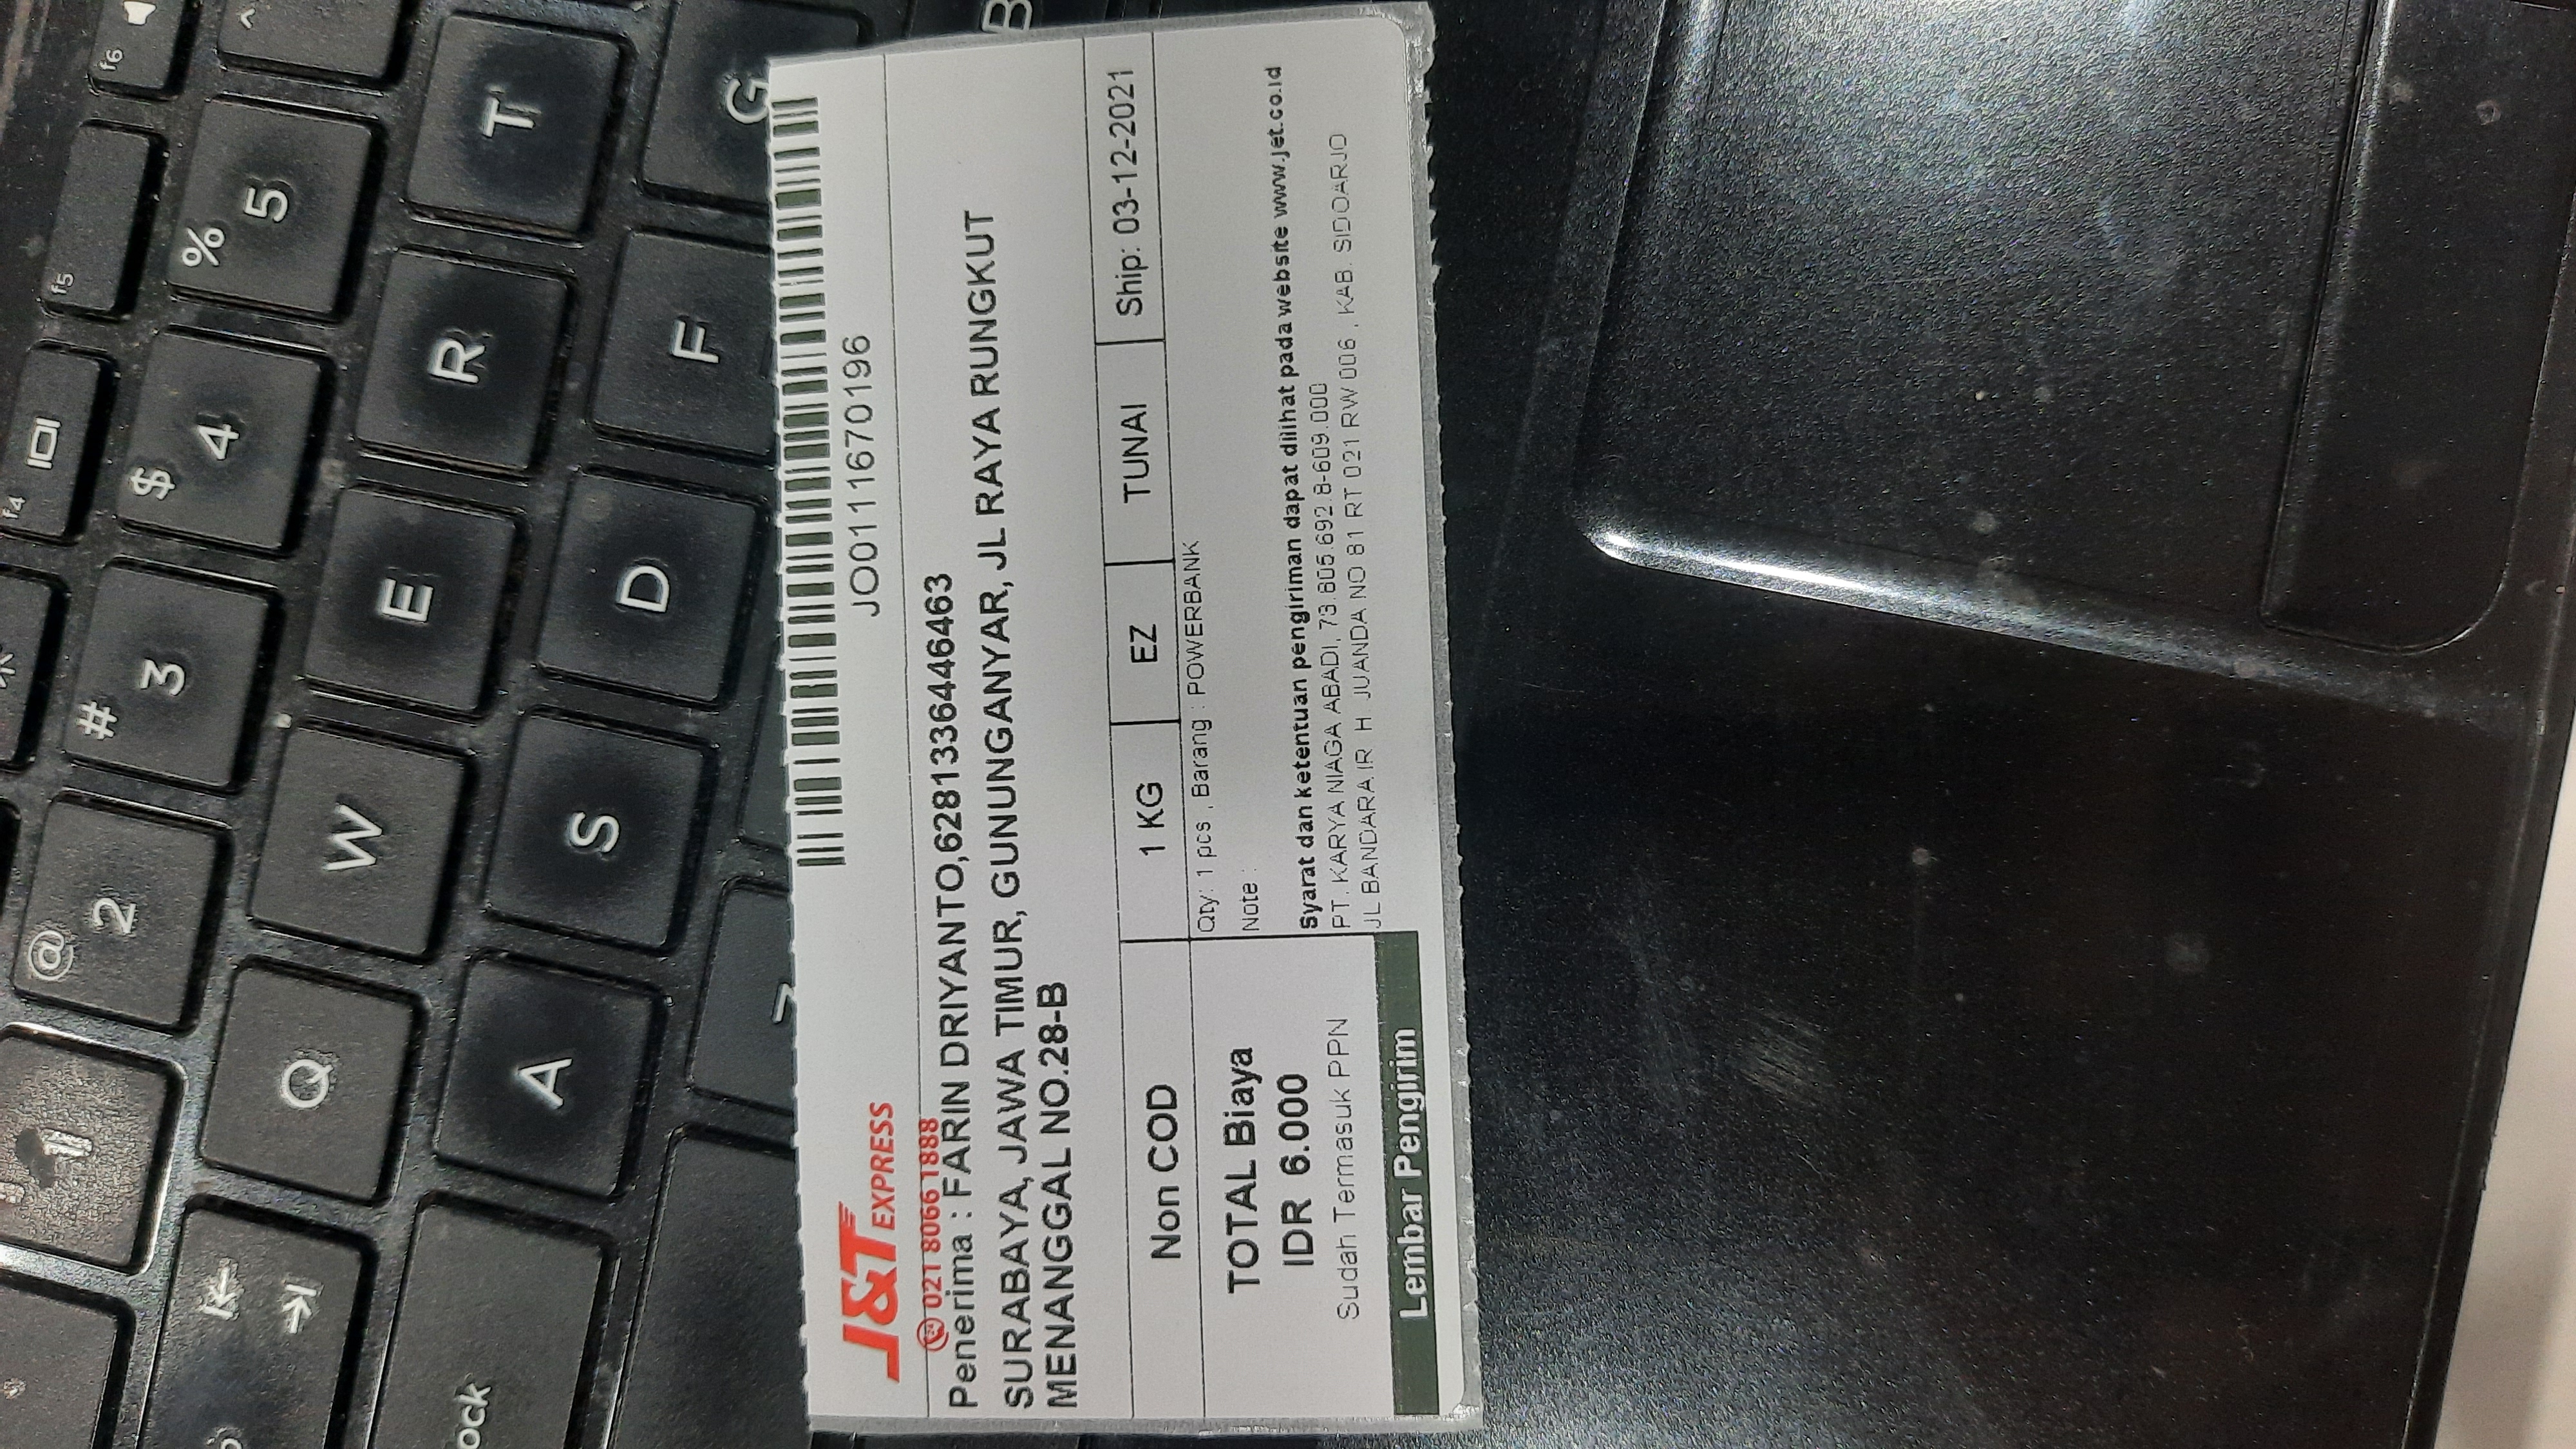 f4
f5
f6
1
@
2
#
3
$
4
%
5
^
Q
W
E
R
T
ock
A
S
D
F
G
B
J&T EXPRESS
JO0111670196
021 8066 1888
Penerima : FARIN DRIYANTO,6281336446463
SURABAYA, JAWA TIMUR, GUNUNGANYAR, JL RAYA RUNGKUT
MENANGGAL NO.28-B
Non COD
1 KG
EZ
TUNAI
Ship: 03-12-2021
TOTAL Biaya
IDR 6.000
Sudah Termasuk PPN
Lembar Pengirim
Qty: 1 pcs , Barang : POWERBANK
Note :
Syarat dan ketentuan pengiriman dapat dilihat pada website www.jet.co.id
PT. KARYA NIAGA ABADI, 73.805.692.8-609.000
JL BANDARA IR. H. JUANDA NO 81 RT 021 RW 006 , KAB. SIDOARJO